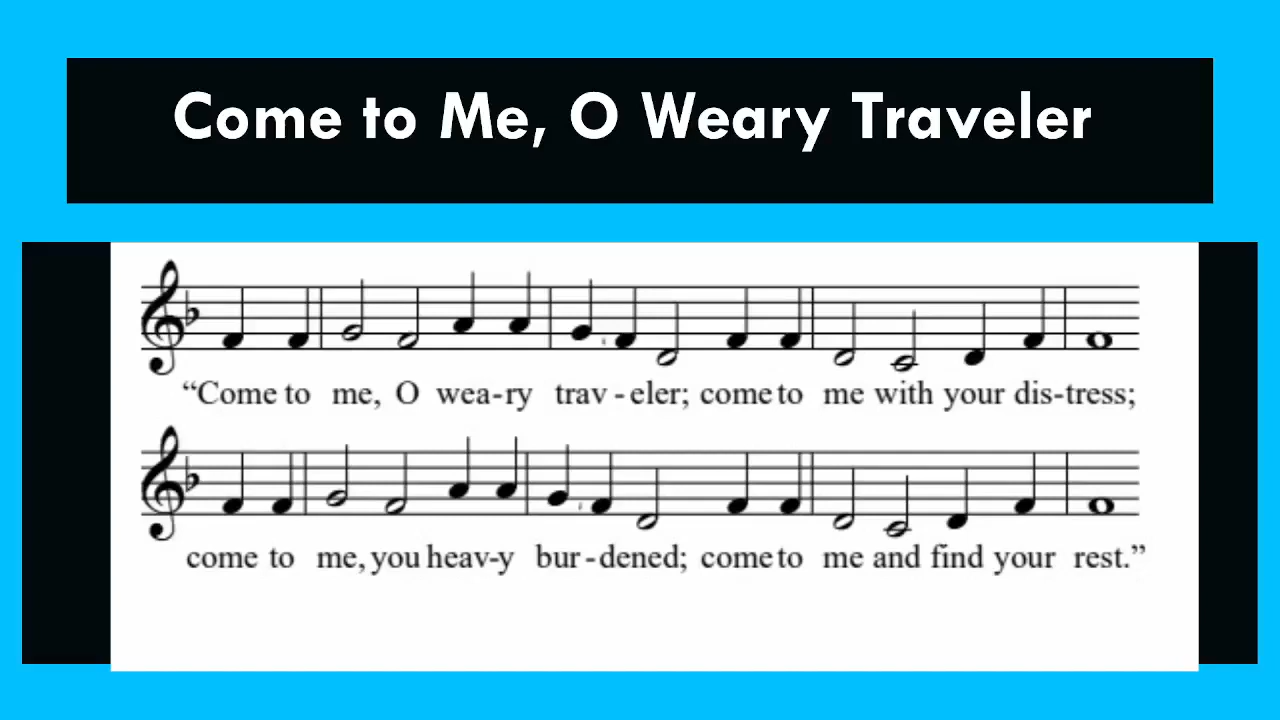 Come to Me, O Weary Traveler
“Come to me, O wea-ry trav-eler; come to me with your dis-tress;
come to me, you heav-y bur-dened; come to me and find your rest.”